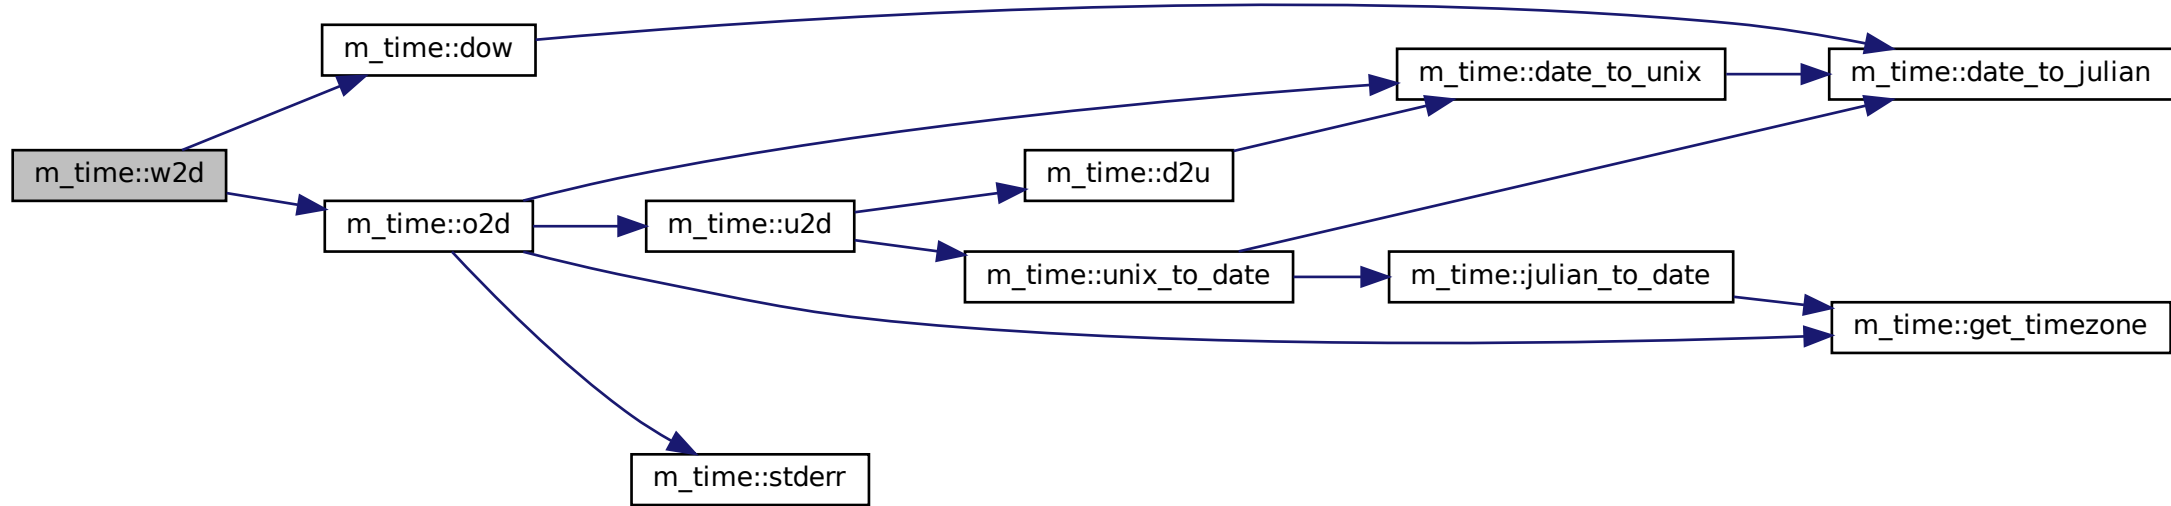 m_time::w2d
m_time::dow
m_time::o2d
m_time::u2d
m_time::stderr
m_time::d2u
m_time::unix_to_date
m_time::date_to_unix
m_time::julian_to_date
m_time::date_to_julian
m_time::get_timezone